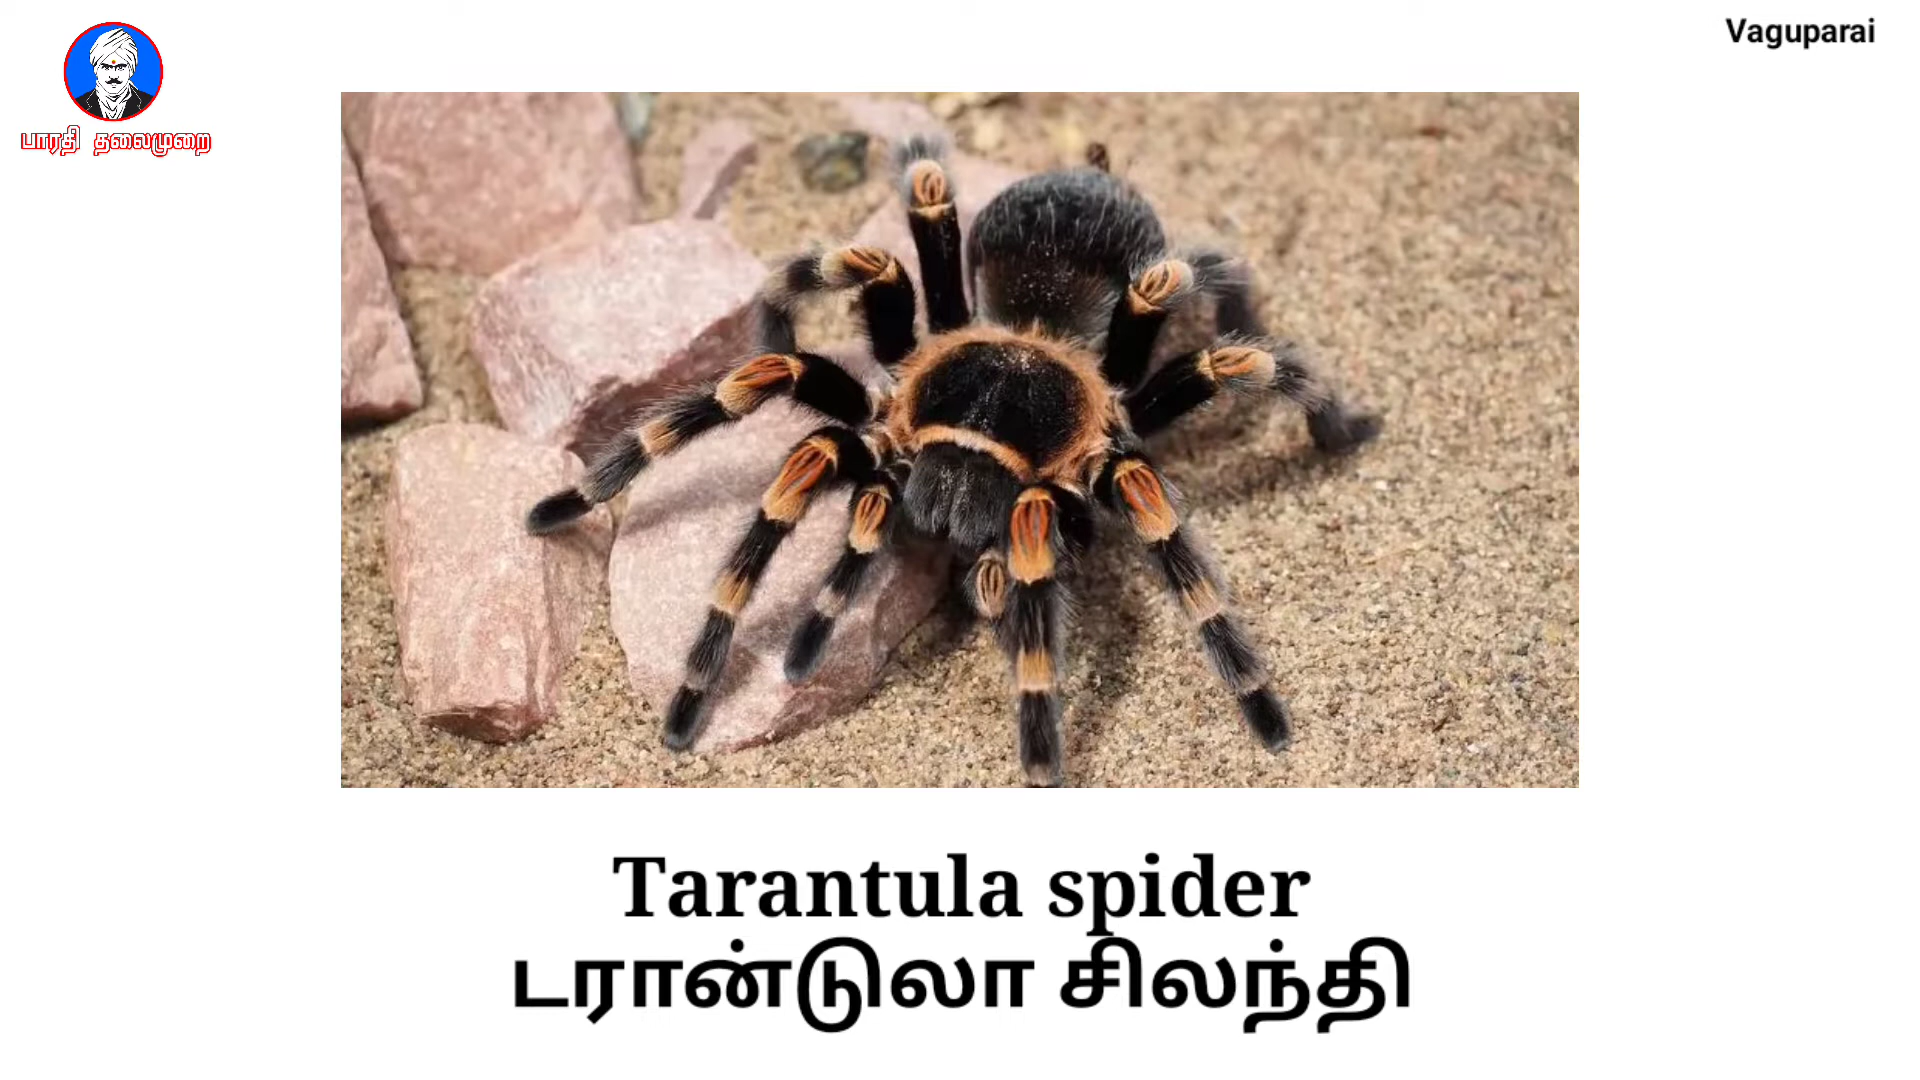 Vaguparai
பாரதி தலைமுறை
Tarantula spider
டரான்டுலா சிலந்தி